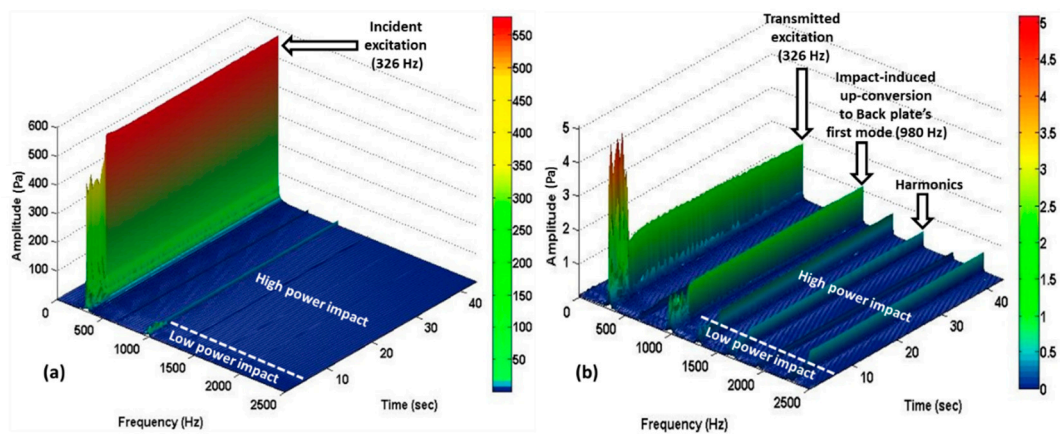 Incident
excitation
(326 Hz)
600
500
400
300
200
100
Amplitude (Pa)
0
500
1000
1500
2000
2500
Frequency (Hz)
10
20
30
40
Time (sec)
High power impact
Low power impact
(a)
550
500
450
400
350
300
250
200
150
100
50
Transmitted
excitation
(326 Hz)
Impact-induced
up-conversion
to Back plate's
first mode (980 Hz)
Harmonics
5
4
3
2
1
Amplitude (Pa)
0
500
1000
1500
2000
2500
Frequency (Hz)
10
20
30
40
Time (sec)
High power impact
Low power impact
(b)
5
4.5
4
3.5
3
2.5
2
1.5
1
0.5
0